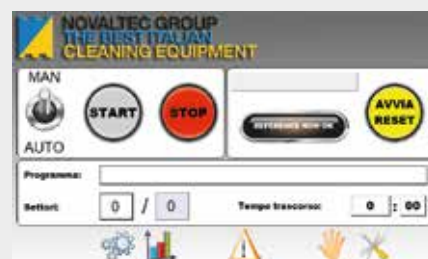 NOVALTEC GROUP
THE BEST ITALIAN
CLEANING EQUIPMENT
MAN
AUTO
START
STOP
AVVIA
RESET
Programma:
Settori:
0 / 0
Tempo trascorso:
0 : 00